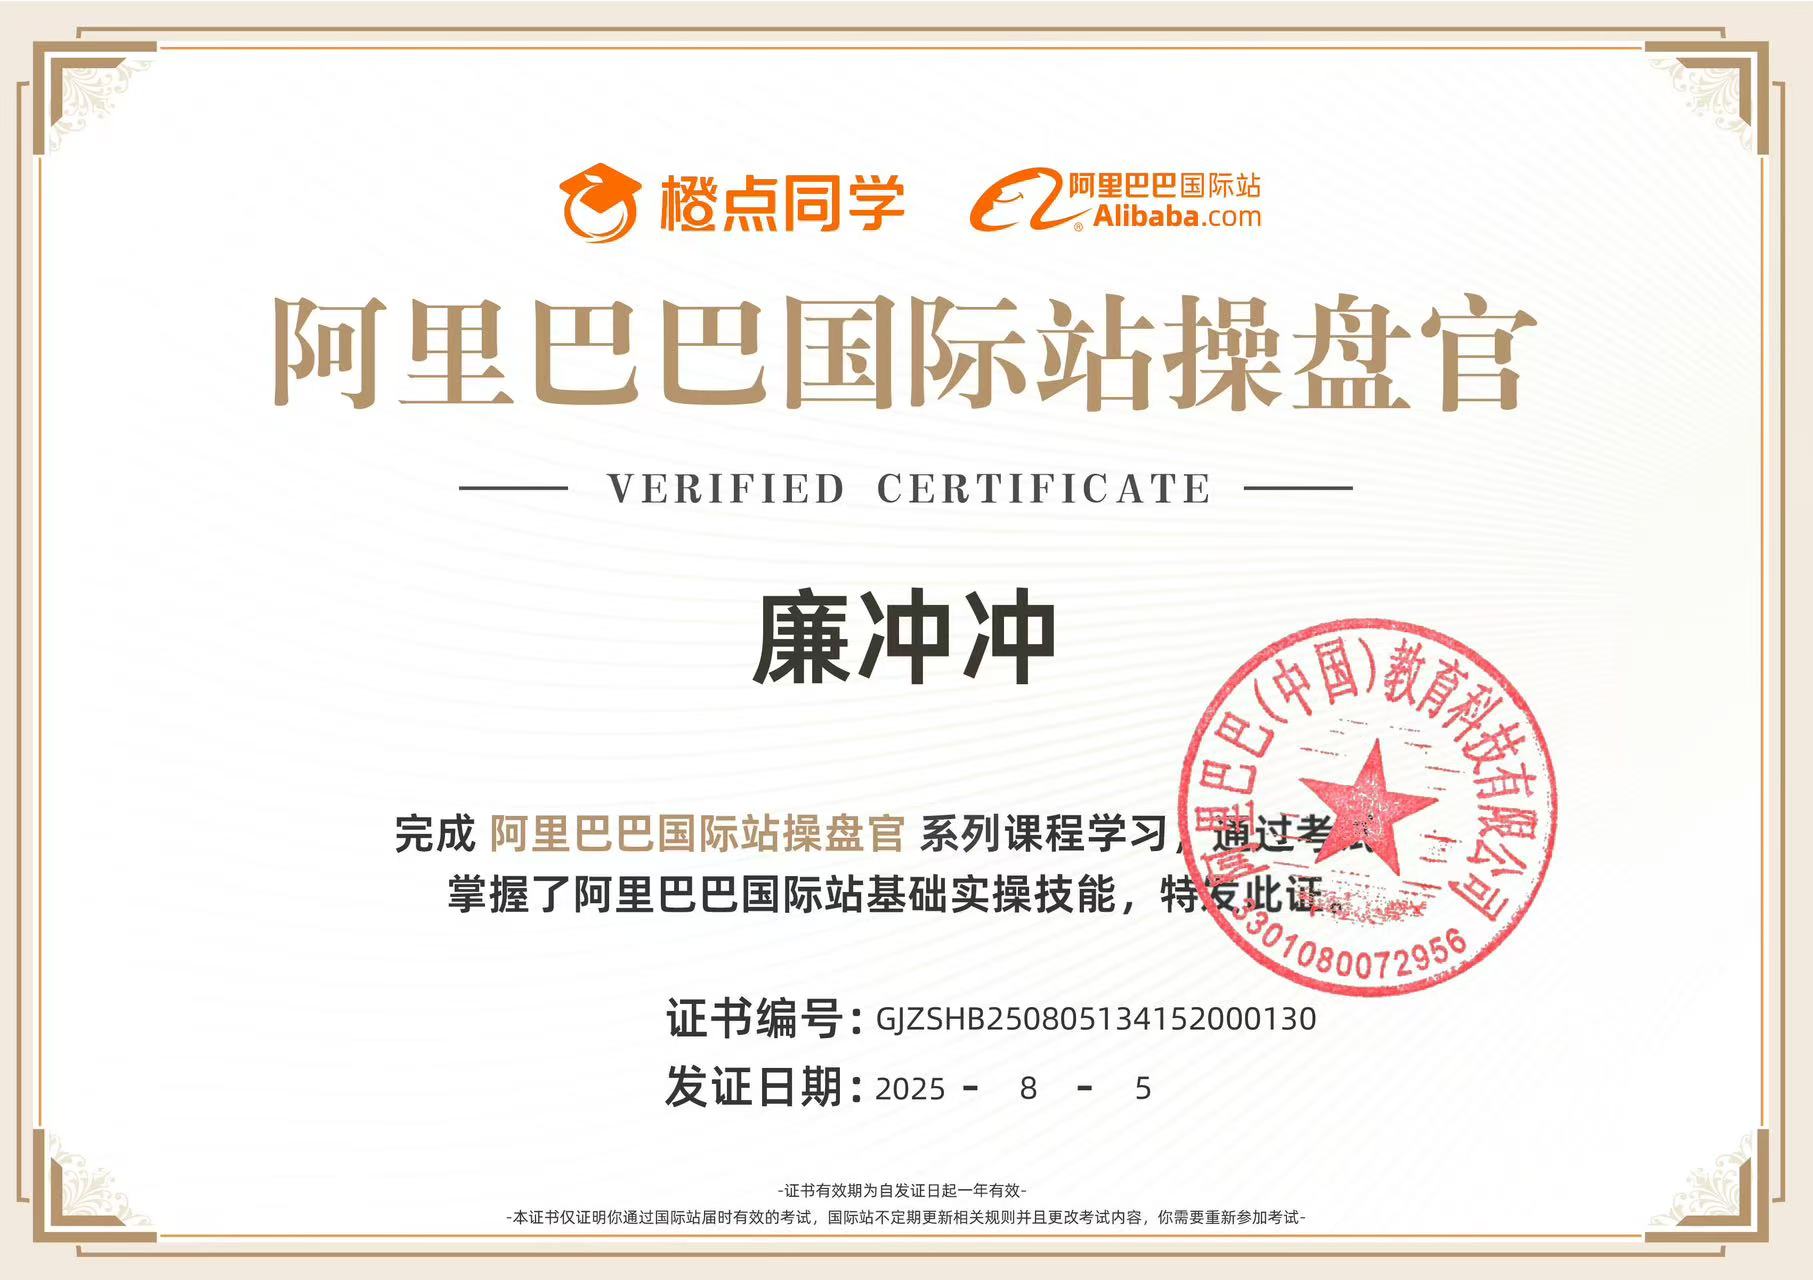 橙点同学
阿里巴巴国际站
Alibaba.com
阿里巴巴国际站操盘官
VERIFIED CERTIFICATE
廉冲冲
完成 阿里巴巴国际站操盘官 系列课程学习，通过考试
掌握了阿里巴巴国际站基础实操技能，特发此证。
阿里巴巴（中国）教育科技有限公司
3301080072956
证书编号：GJZSHB250805134152000130
发证日期：2025 - 8 - 5
-证书有效期为自发证日起一年有效-
-本证书仅证明你通过国际站届时有效的考试，国际站不定期更新相关规则并且更改考试内容，你需要重新参加考试-